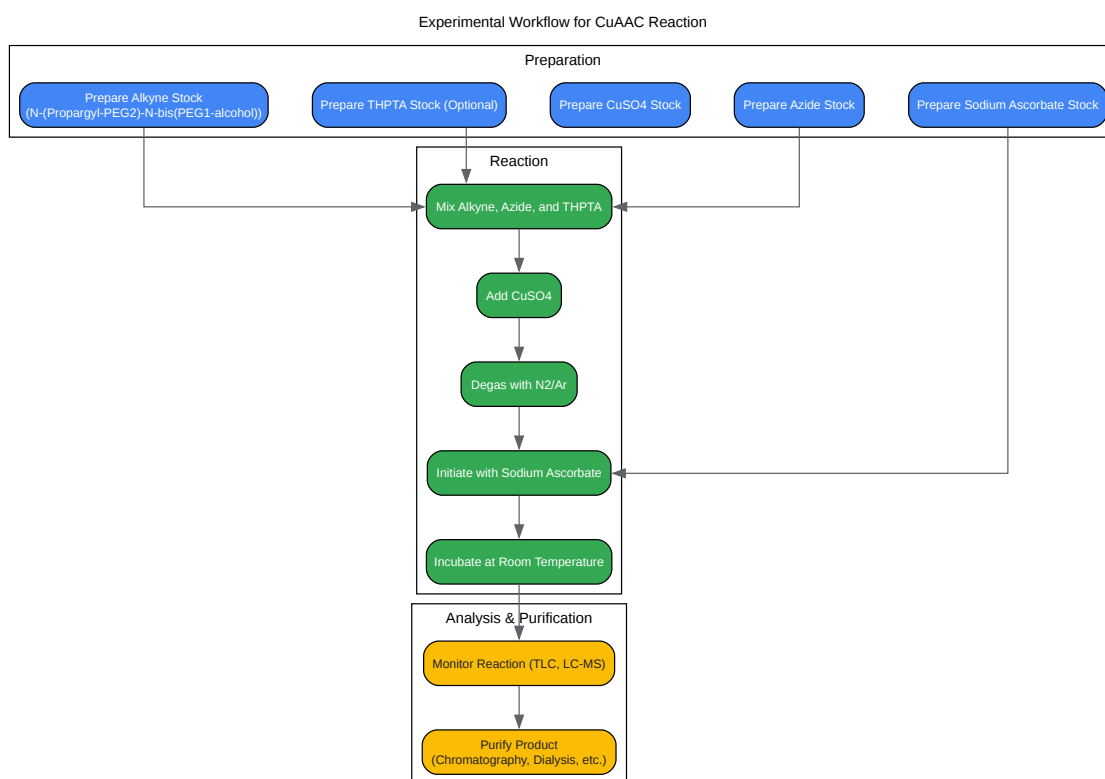 Experimental Workflow for CuAAC Reaction
Preparation
Prepare Alkyne Stock
(N-(Propargyl-PEG2)-N-bis(PEG1-alcohol))
Prepare THPTA Stock (Optional)
Prepare CuSO4 Stock
Prepare Azide Stock
Prepare Sodium Ascorbate Stock
Reaction
Mix Alkyne, Azide, and THPTA
Add CuSO4
Degas with N2/Ar
Initiate with Sodium Ascorbate
Incubate at Room Temperature
Analysis & Purification
Monitor Reaction (TLC, LC-MS)
Purify Product
(Chromatography, Dialysis, etc.)